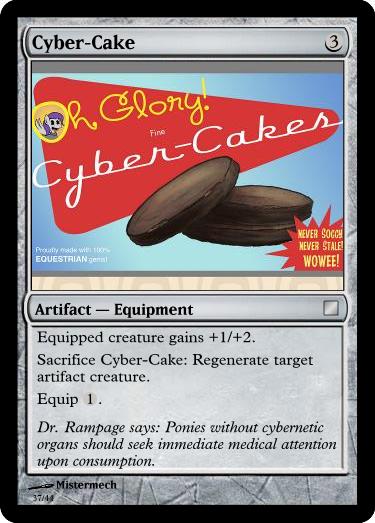 Cyber-Cake 3
Oh Glory!
Fine
Cyber-Cakes
NEVER SOGGY
NEVER STALE!
WOWEE!
Proudly made with 100%
EQUESTRIAN gems!
Artifact — Equipment
Equipped creature gains +1/+2.
Sacrifice Cyber-Cake: Regenerate target
artifact creature.
Equip 1.
Dr. Rampage says: Ponies without cybernetic
organs should seek immediate medical attention
upon consumption.
Mistermech
37/44